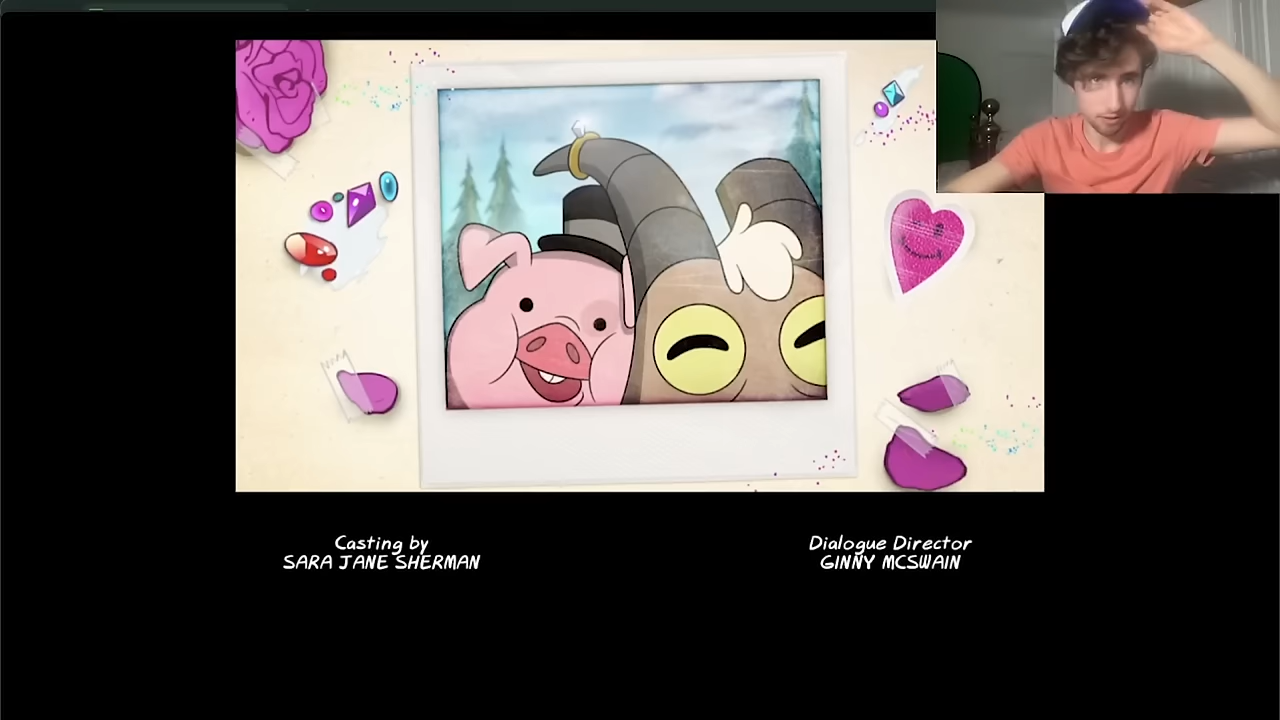 Casting by
SARA JANE SHERMAN
Dialogue Director
GINNY MCSWAIN